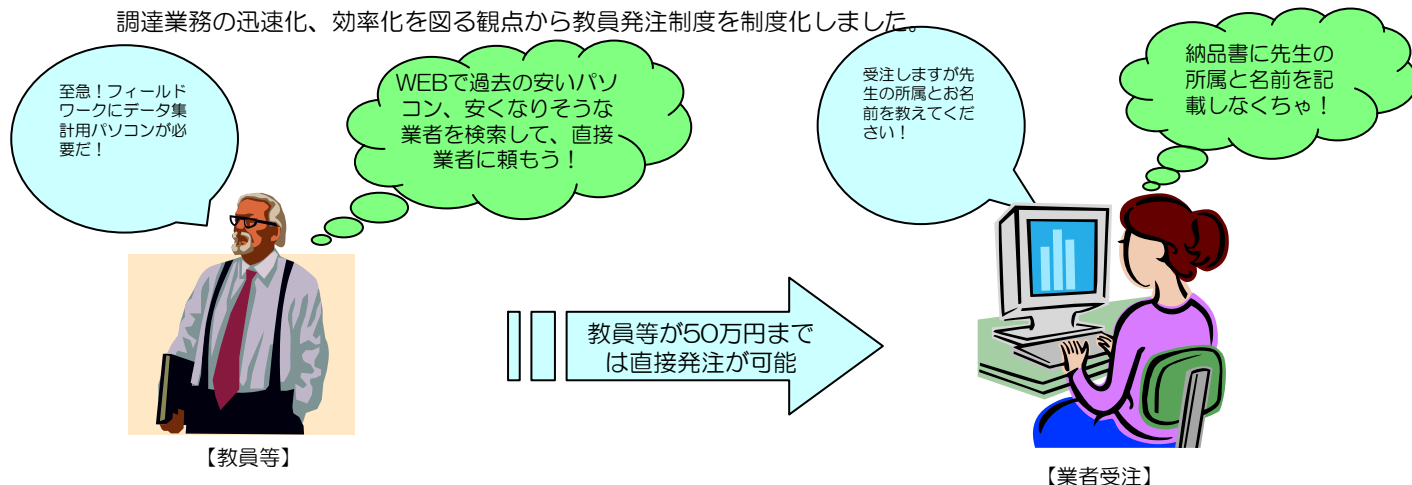 調達業務の迅速化、効率化を図る観点から教員発注制度を制度化しました。
至急！フィールド
ワークにデータ集
計用パソコンが必
要だ！
WEBで過去の安いパソ
コン、安くなりそうな
業者を検索して、直接
業者に頼もう！
受注しますが先
生の所属とお名
前を教えてくだ
さい！
納品書に先生の
所属と名前を記
載しなくちゃ！
教員等が50万円まで
は直接発注が可能
【教員等】
【業者受注】